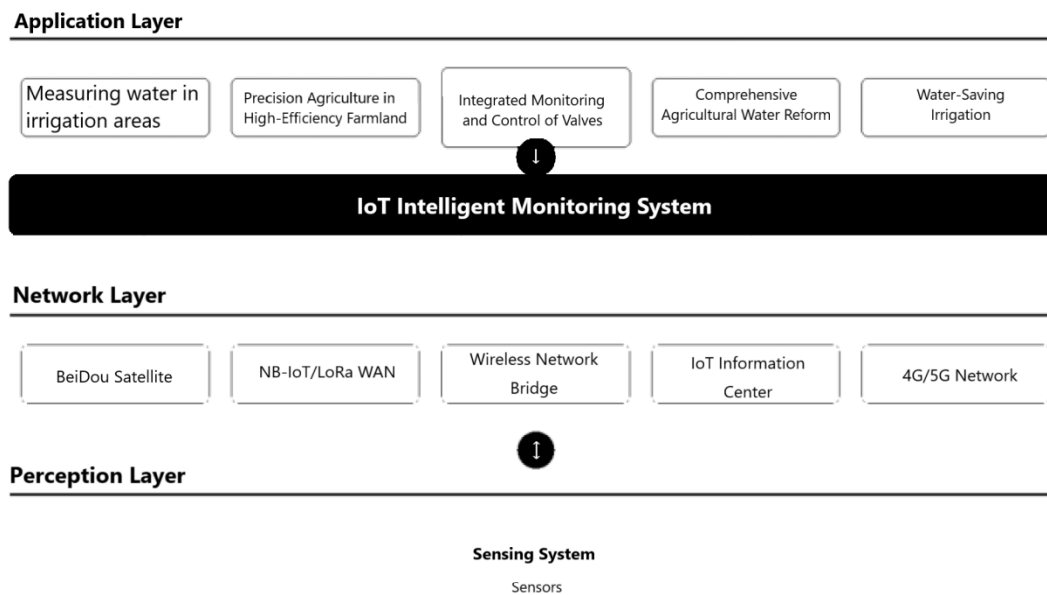 Application Layer
Measuring water in
irrigation areas
Precision Agriculture in
High-Efficiency Farmland
Integrated Monitoring
and Control of Valves
Comprehensive
Agricultural Water Reform
Water-Saving
Irrigation
↓
IoT Intelligent Monitoring System
Network Layer
BeiDou Satellite
NB-IoT/LoRa WAN
Wireless Network
Bridge
IoT Information
Center
4G/5G Network
↕
Perception Layer
Sensing System
Sensors